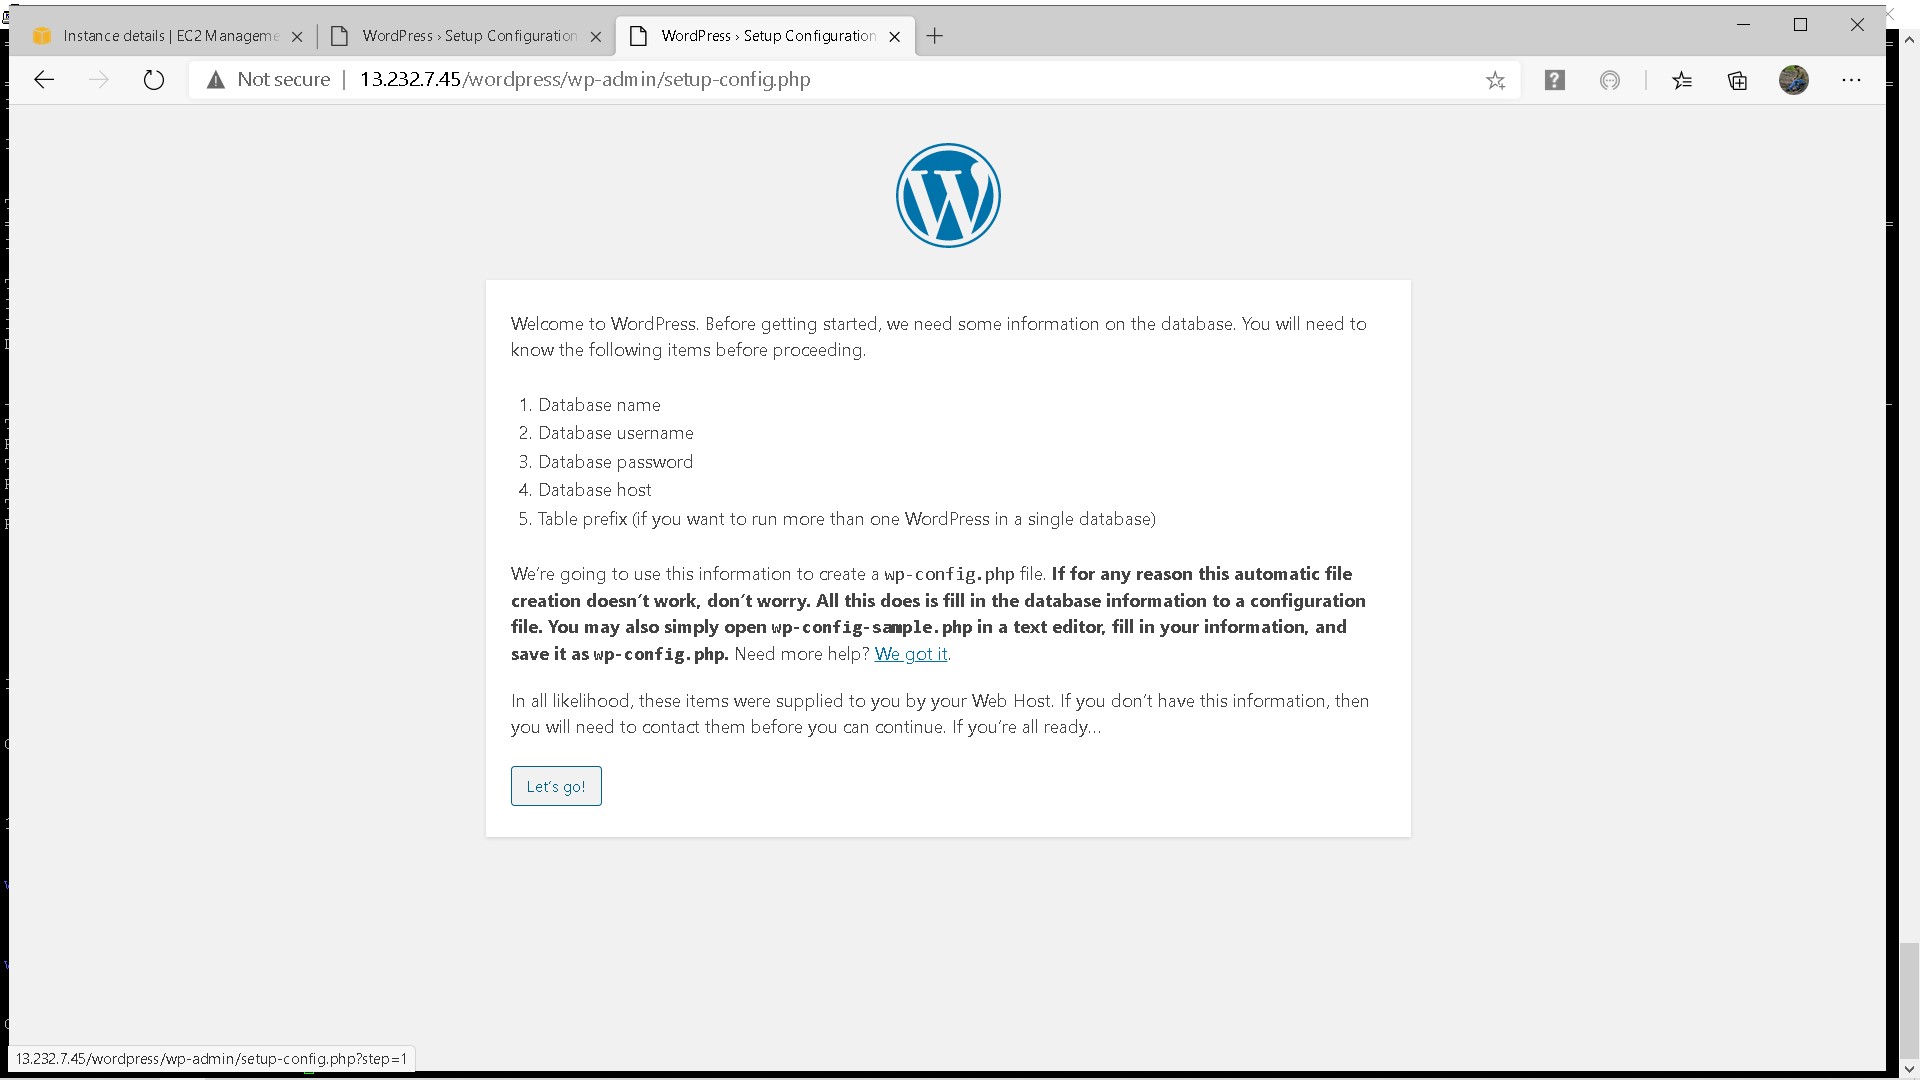 Instance details | EC2 Manageme
WordPress › Setup Configuration
WordPress › Setup Configuration
Not secure | 13.232.7.45/wordpress/wp-admin/setup-config.php
Welcome to WordPress. Before getting started, we need some information on the database. You will need to
know the following items before proceeding.
1. Database name
2. Database username
3. Database password
4. Database host
5. Table prefix (if you want to run more than one WordPress in a single database)
We’re going to use this information to create a wp-config.php file. If for any reason this automatic file
creation doesn’t work, don’t worry. All this does is fill in the database information to a configuration
file. You may also simply open wp-config-sample.php in a text editor, fill in your information, and
save it as wp-config.php. Need more help? We got it.
In all likelihood, these items were supplied to you by your Web Host. If you don’t have this information, then
you will need to contact them before you can continue. If you’re all ready…
Let’s go!
13.232.7.45/wordpress/wp-admin/setup-config.php?step=1